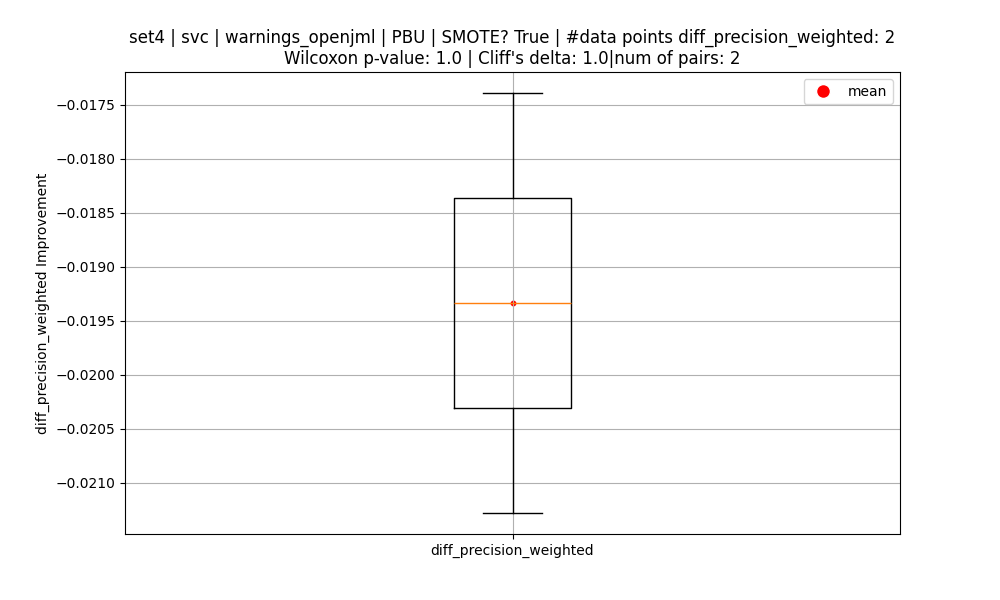 set4 | svc | warnings_openjml | PBU | SMOTE? True | #data points diff_precision_weighted: 2
Wilcoxon p-value: 1.0 | Cliff's delta: 1.0|num of pairs: 2
mean
−0.0175
−0.0180
−0.0185
−0.0190
−0.0195
−0.0200
−0.0205
−0.0210
diff_precision_weighted Improvement
diff_precision_weighted